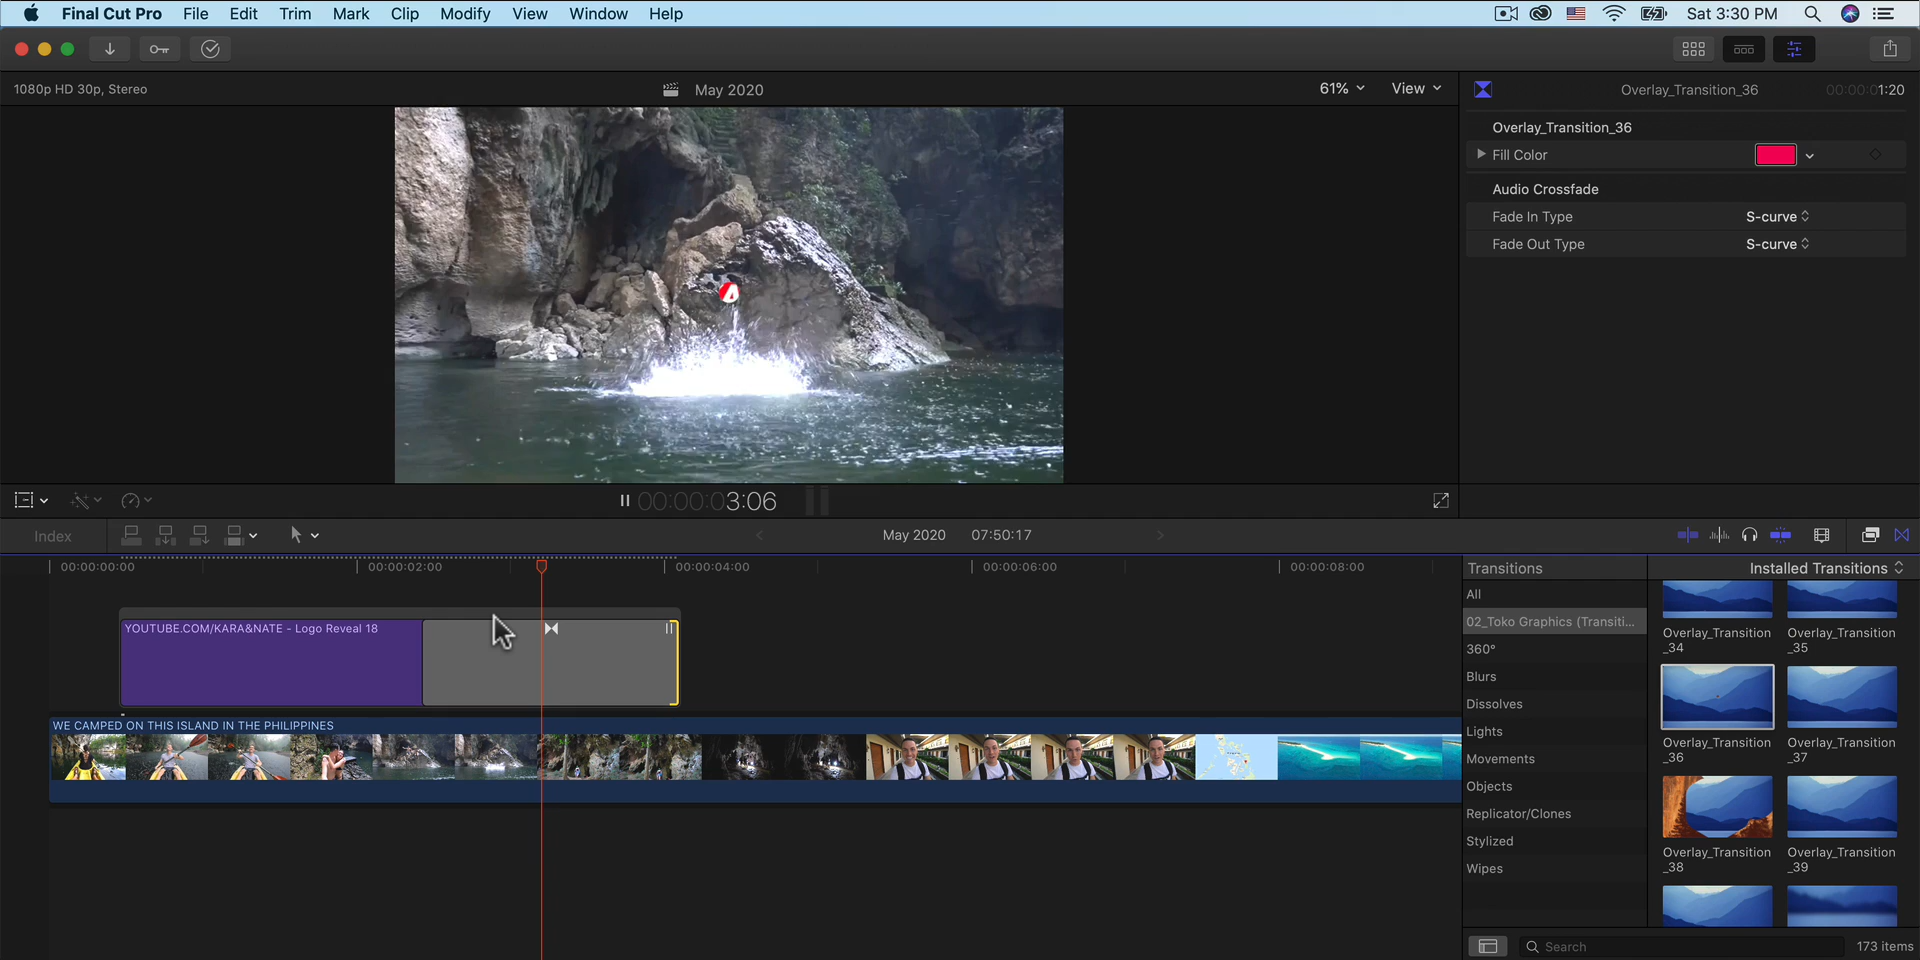 Final Cut Pro File Edit Trim Mark Clip Modify View Window Help Sat 3:30 PM
1080p HD 30p, Stereo
May 2020
61%
View
Overlay_Transition_36
00:00:01:20
Overlay_Transition_36
Fill Color
Audio Crossfade
Fade In Type S-curve
Fade Out Type S-curve
00:00:03:06
Index
May 2020 07:50:17
00:00:00:00 00:00:02:00 00:00:04:00 00:00:06:00 00:00:08:00
YOUTUBE.COM/KARA&NATE - Logo Reveal 18
WE CAMPED ON THIS ISLAND IN THE PHILIPPINES
Transitions
Installed Transitions
All
02_Toko Graphics (Transiti...
360°
Blurs
Dissolves
Lights
Movements
Objects
Replicator/Clones
Stylized
Wipes
Overlay_Transition
_34
Overlay_Transition
_35
Overlay_Transition
_36
Overlay_Transition
_37
Overlay_Transition
_38
Overlay_Transition
_39
Search
173 items